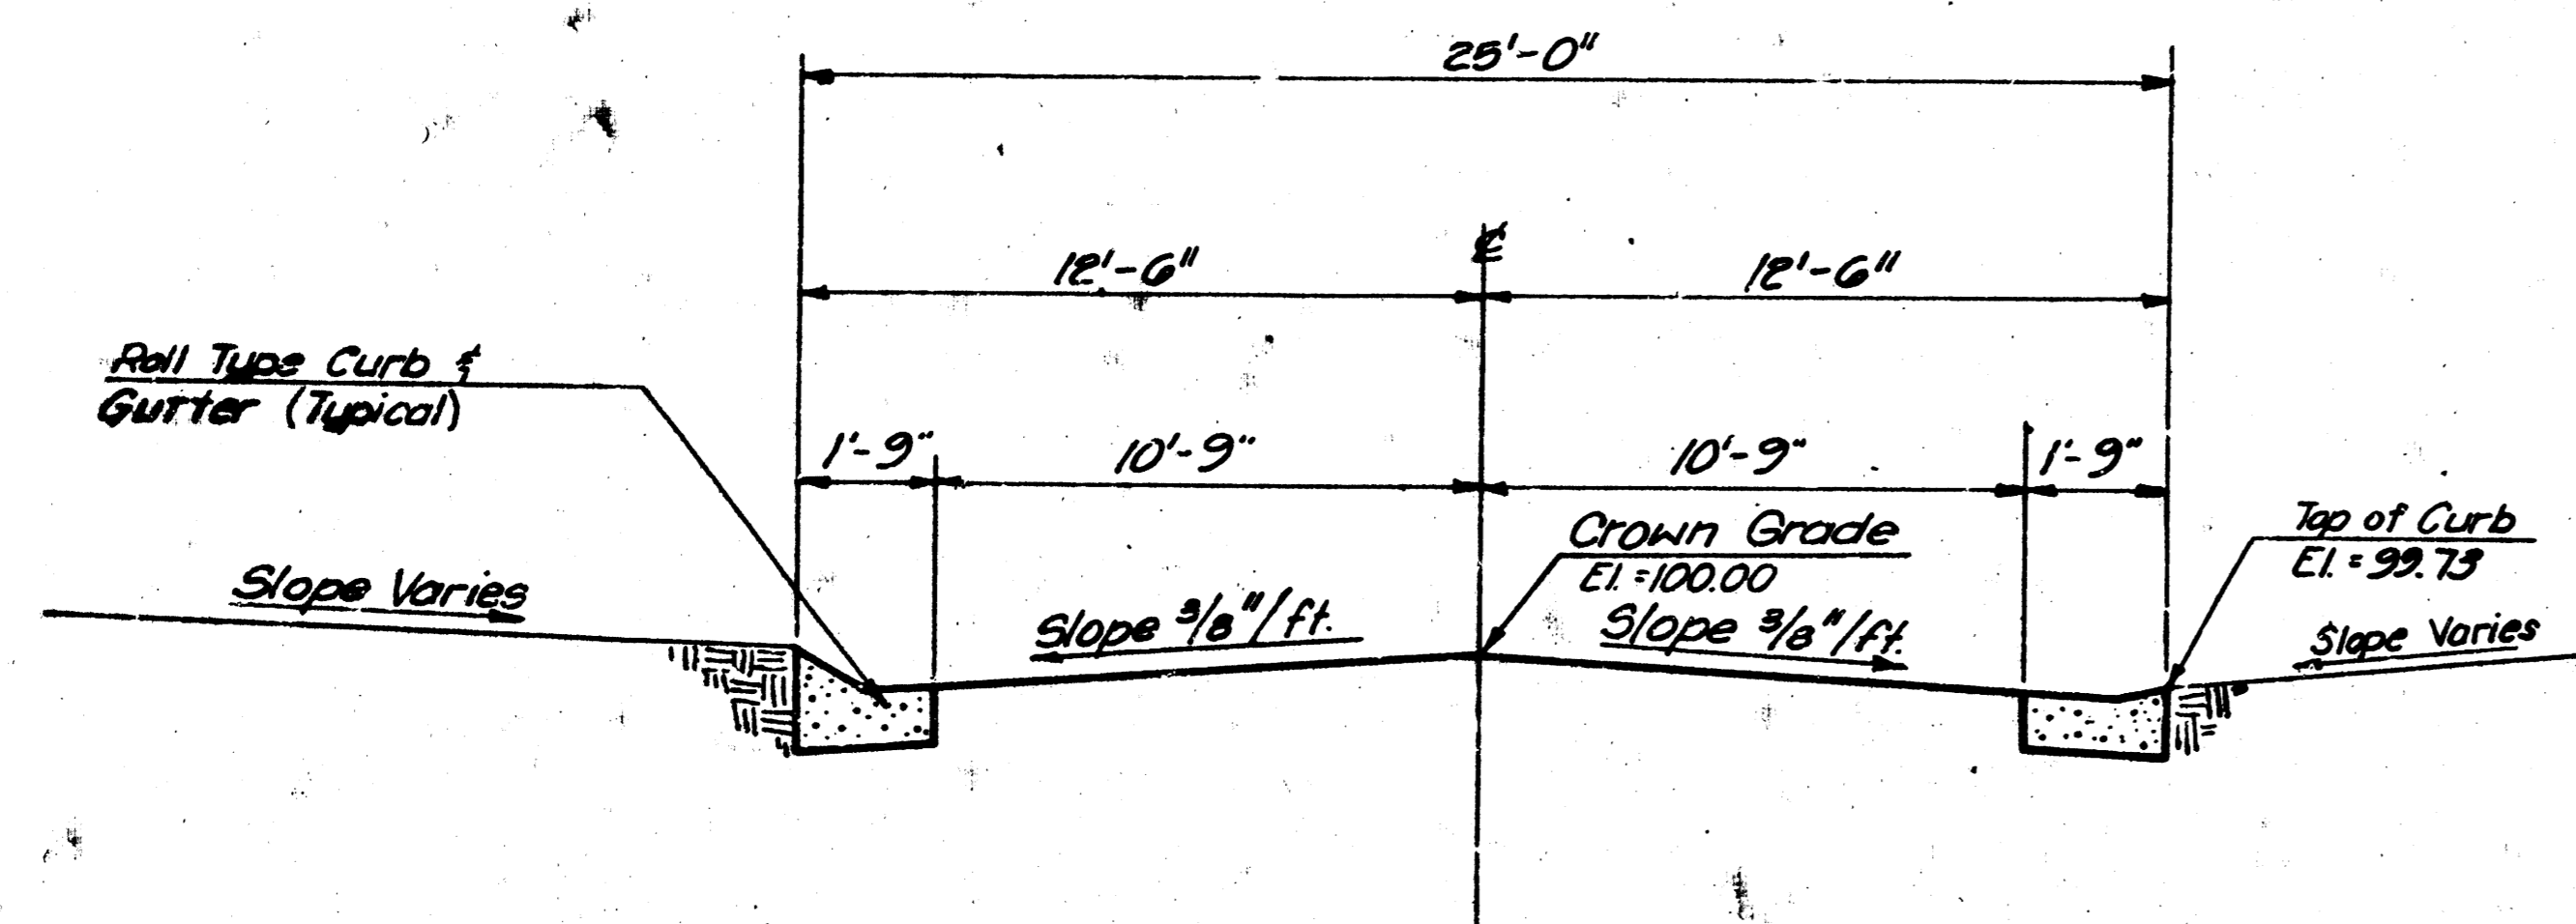 25'-0"
℄
12'-6"
12'-6"
Roll Type Curb &
Gutter (Typical)
1'-9"
10'-9"
10'-9"
1'-9"
Crown Grade
El.=100.00
Top of Curb
El.=99.73
Slope Varies
Slope 3/8"/ft.
Slope 3/8"/ft.
Slope Varies